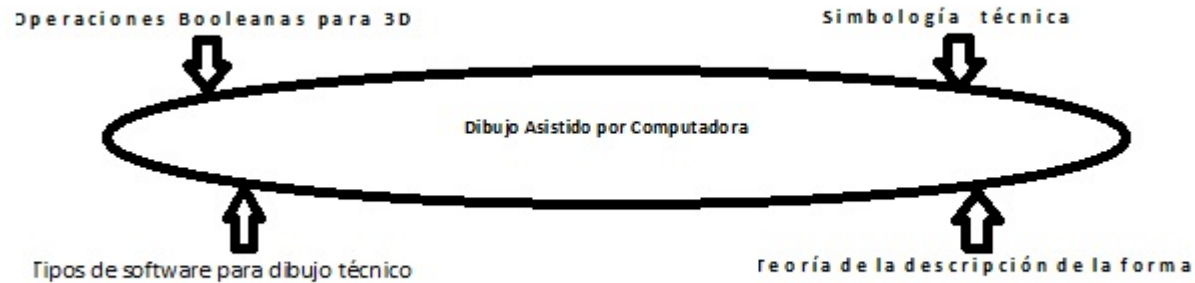 Operaciones Booleanas para 3D
Simbología técnica
Dibujo Asistido por Computadora
Tipos de software para dibujo técnico
Teoría de la descripción de la forma